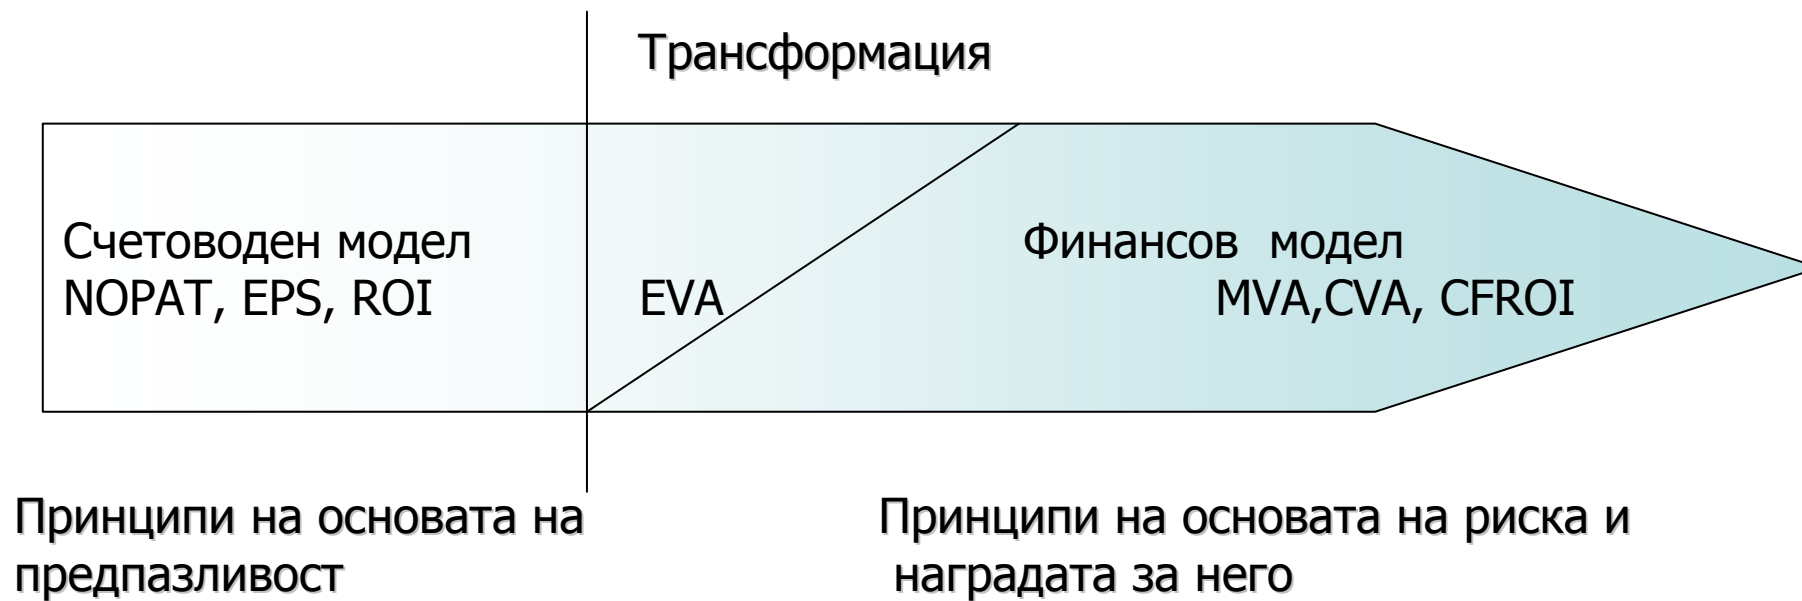 Трансформация
Счетоводен модел
NOPAT, EPS, ROI
EVA
Финансов модел
MVA,CVA, CFROI
Принципи на основата на
предпазливост
Принципи на основата на риска и
наградата за него